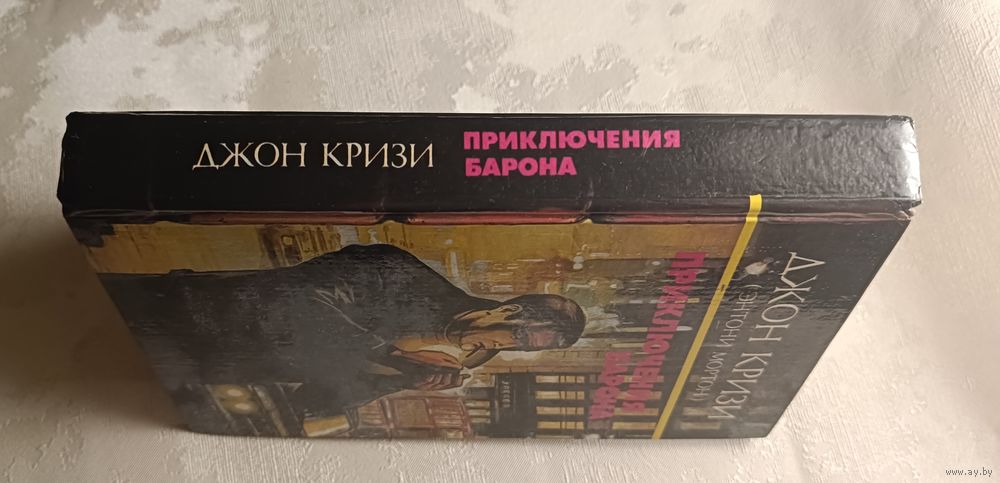 ДЖОН КРИЗИ
ПРИКЛЮЧЕНИЯ
БАРОНА
ДЖОН КРИЗИ
(ЭНТОНИ МОРТОН)
ПРИКЛЮЧЕНИЯ
БАРОНА
www.ay.by